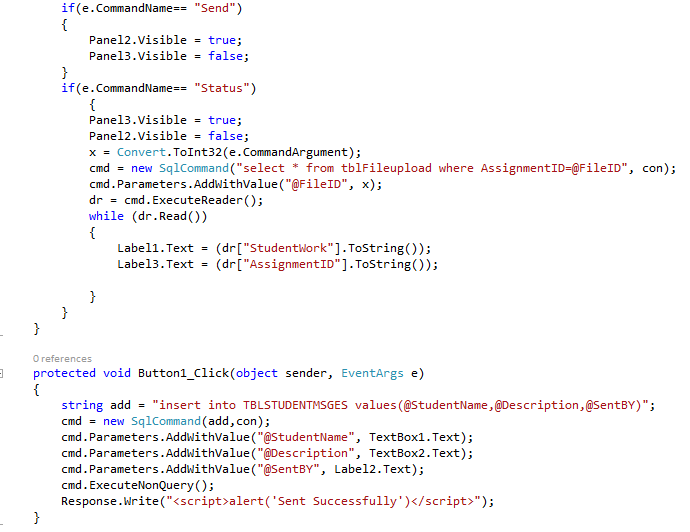 if(e.CommandName== "Send")
{
Panel2.Visible = true;
Panel3.Visible = false;
}
if(e.CommandName== "Status")
{
Panel3.Visible = true;
Panel2.Visible = false;
x = Convert.ToInt32(e.CommandArgument);
cmd = new SqlCommand("select * from tblFileupload where AssignmentID=@FileID", con);
cmd.Parameters.AddWithValue("@FileID", x);
dr = cmd.ExecuteReader();
while (dr.Read())
{
Label1.Text = (dr["StudentWork"].ToString());
Label3.Text = (dr["AssignmentID"].ToString());
}
}
}
0 references
protected void Button1_Click(object sender, EventArgs e)
{
string add = "insert into TBLSTUDENTMSGES values(@StudentName,@Description,@SentBY)";
cmd = new SqlCommand(add,con);
cmd.Parameters.AddWithValue("@StudentName", TextBox1.Text);
cmd.Parameters.AddWithValue("@Description", TextBox2.Text);
cmd.Parameters.AddWithValue("@SentBY", Label2.Text);
cmd.ExecuteNonQuery();
Response.Write("<script>alert('Sent Successfully')</script>");
}